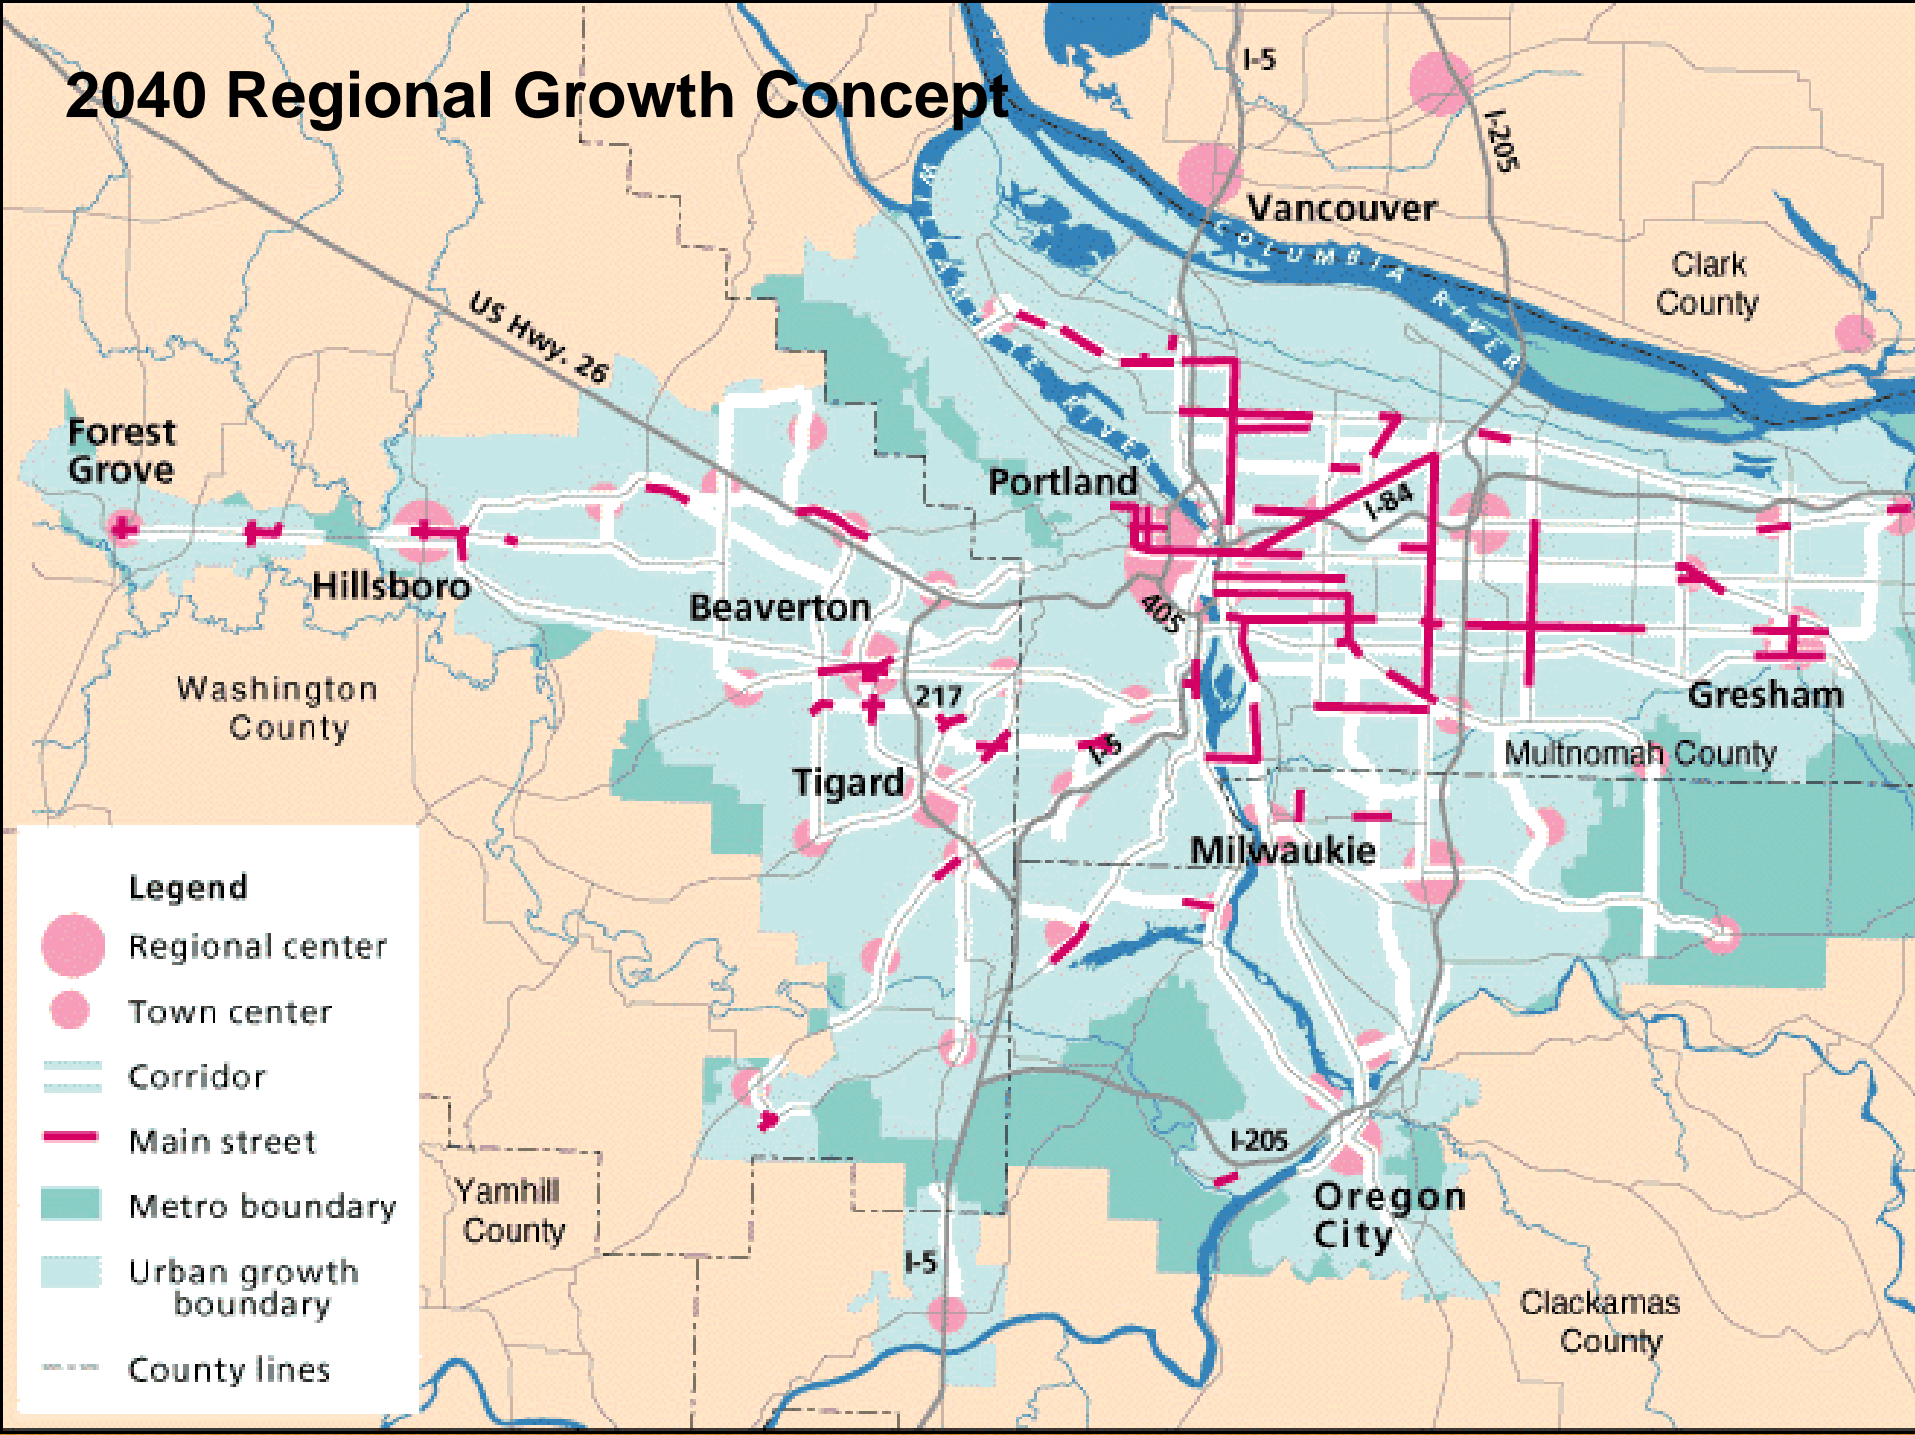 2040 Regional Growth Concept
I-5
I-205
Vancouver
COLUMBIA RIVER
Clark
County
WILLAMETTE RIVER
US Hwy. 26
Forest
Grove
Portland
I-84
Hillsboro
Beaverton
405
Washington
County
217
Gresham
I-5
Multnomah County
Tigard
Milwaukie
Legend
Regional center
Town center
Corridor
Main street
Metro boundary
Urban growth
boundary
County lines
I-205
Yamhill
County
Oregon
City
I-5
Clackamas
County